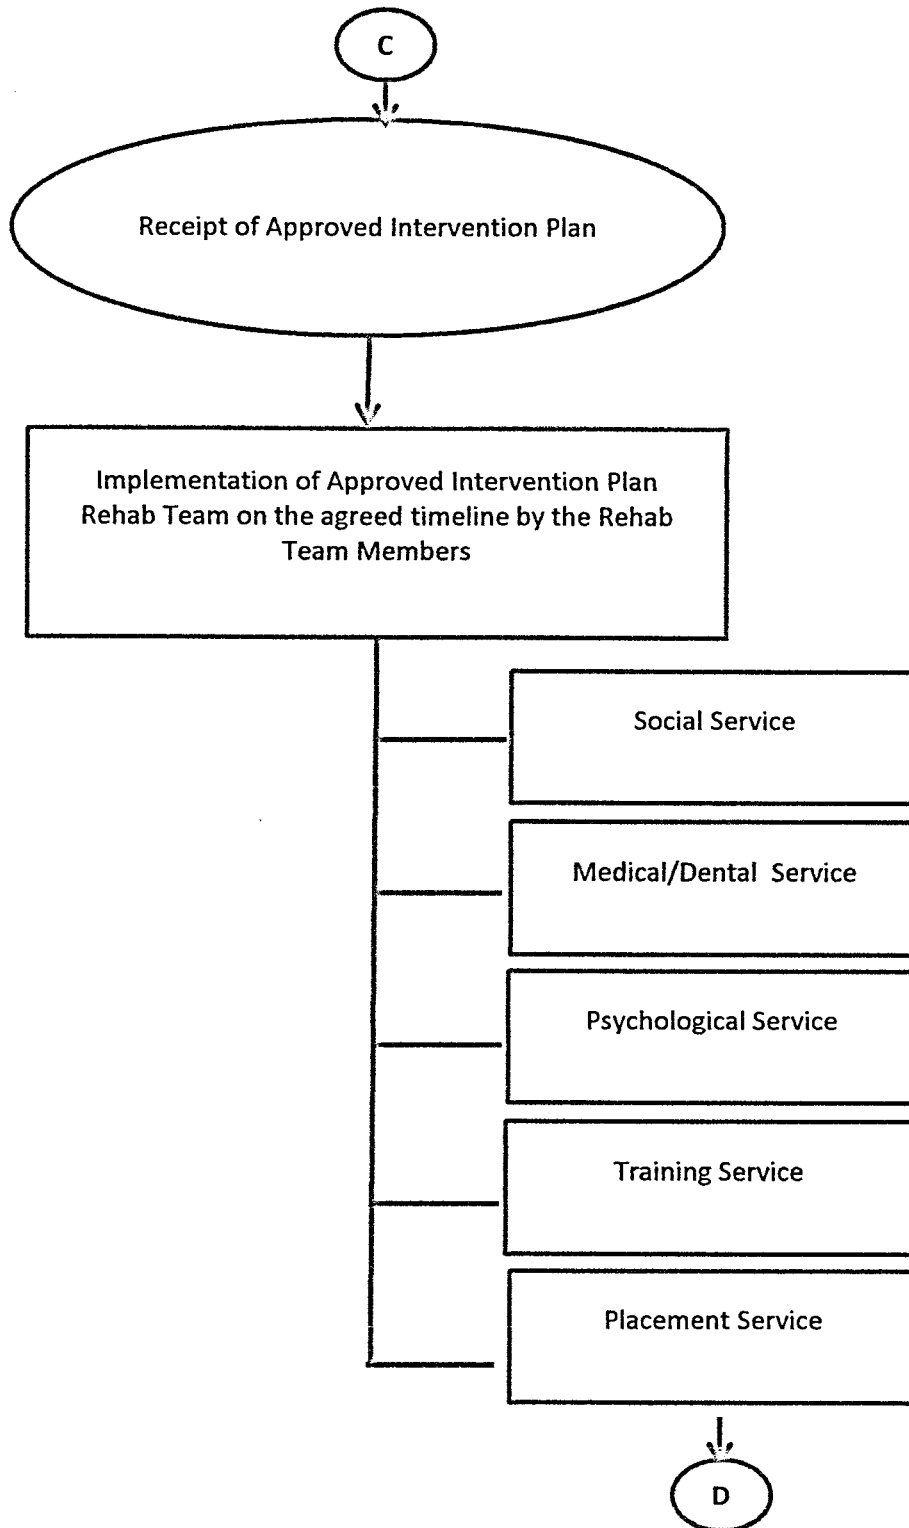 C
Receipt of Approved Intervention Plan
Implementation of Approved Intervention Plan
Rehab Team on the agreed timeline by the Rehab
Team Members
Social Service
Medical/Dental Service
Psychological Service
Training Service
Placement Service
D